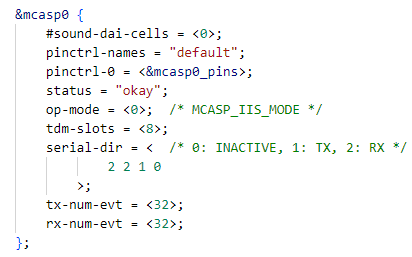 &mcasp0 {
#sound-dai-cells = <0>;
pinctrl-names = "default";
pinctrl-0 = <&mcasp0_pins>;
status = "okay";
op-mode = <0>;  /* MCASP_IIS_MODE */
tdm-slots = <8>;
serial-dir = <  /* 0: INACTIVE, 1: TX, 2: RX */
2 2 1 0
>;
tx-num-evt = <32>;
rx-num-evt = <32>;
};